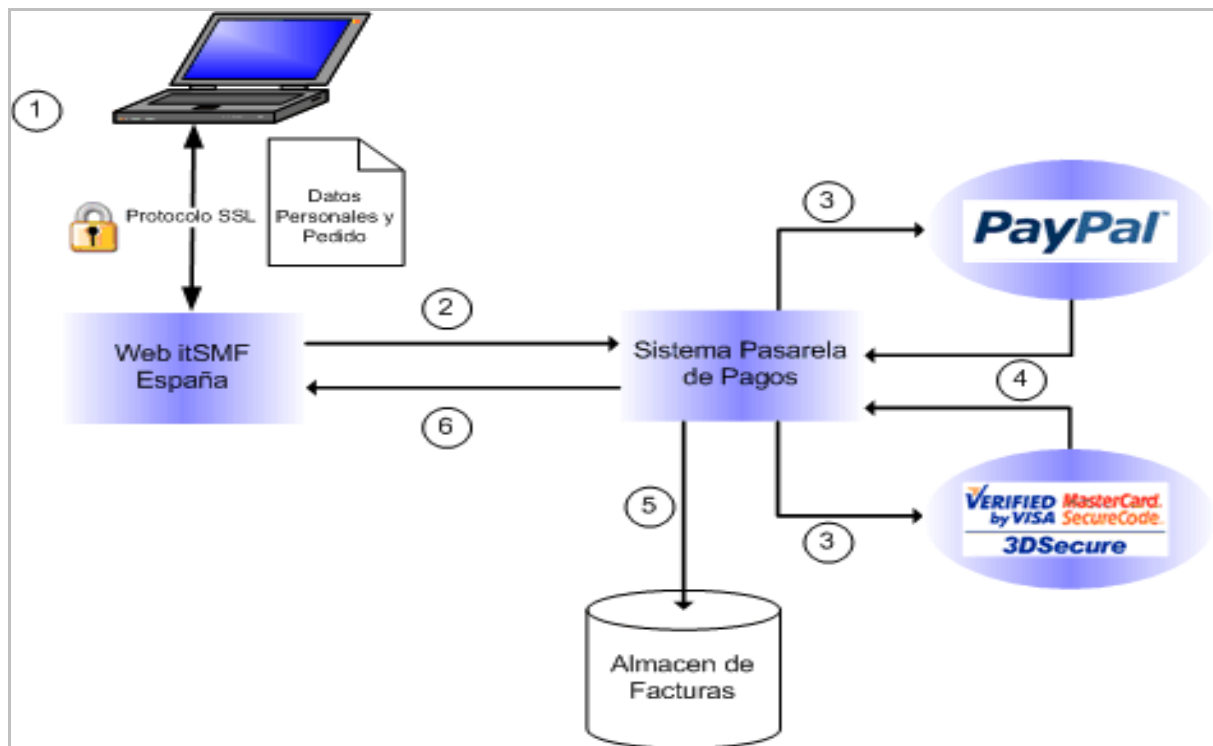 1
Protocolo SSL
Datos
Personales y
Pedido
Web itSMF
España
2
6
Sistema Pasarela
de Pagos
3
PayPal™
4
VERIFIED
by VISA
MasterCard.
SecureCode.
3DSecure
3
5
Almacen de
Facturas